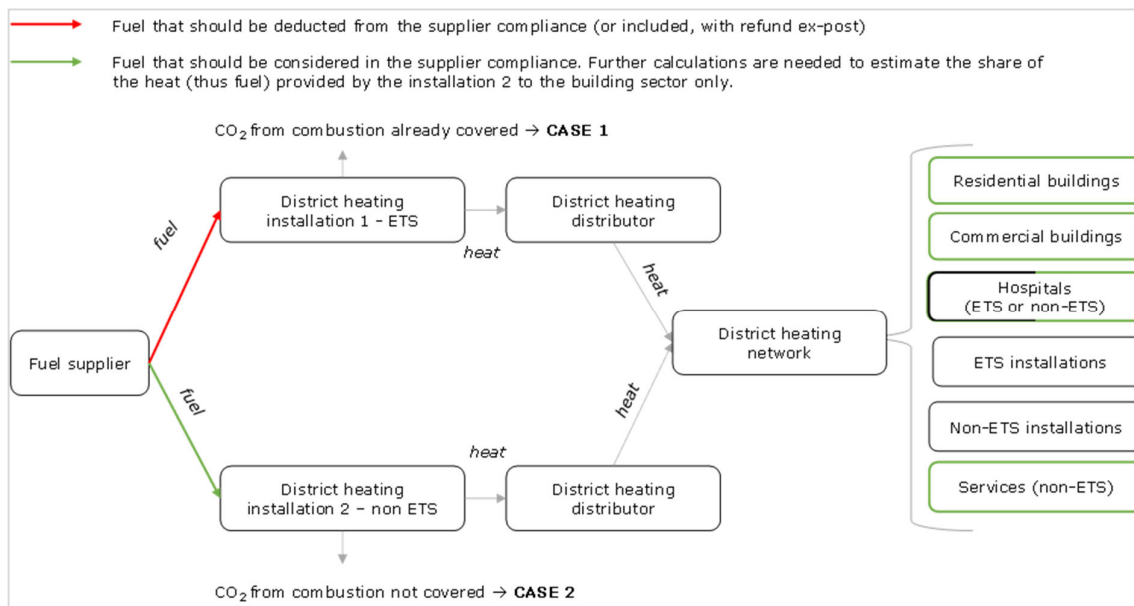 Fuel that should be deducted from the supplier compliance (or included, with refund ex-post)
Fuel that should be considered in the supplier compliance. Further calculations are needed to estimate the share of
the heat (thus fuel) provided by the installation 2 to the building sector only.
CO₂ from combustion already covered → CASE 1
District heating
installation 1 – ETS
District heating
distributor
fuel
heat
heat
Fuel supplier
District heating
network
fuel
heat
heat
District heating
installation 2 – non ETS
District heating
distributor
CO₂ from combustion not covered → CASE 2
Residential buildings
Commercial buildings
Hospitals
(ETS or non-ETS)
ETS installations
Non-ETS installations
Services (non-ETS)